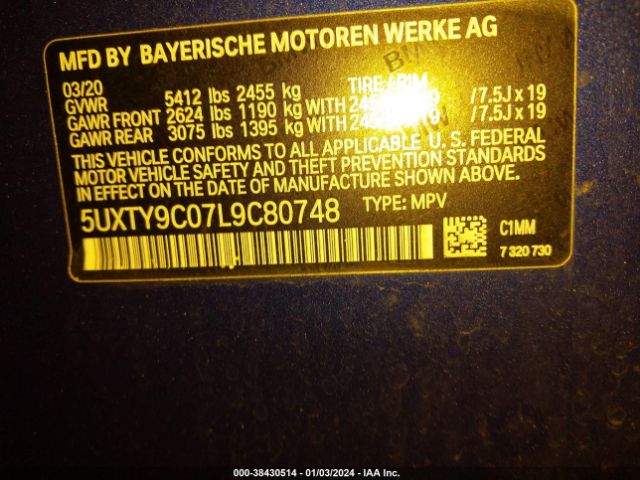 MFD BY BAYERISCHE MOTOREN WERKE AG
03/20 TIRE / RIM
GVWR 5412 lbs 2455 kg
GAWR FRONT 2624 lbs 1190 kg WITH /7.5J x 19
GAWR REAR 3075 lbs 1395 kg WITH /7.5J x 19
THIS VEHICLE CONFORMS TO ALL APPLICABLE U. S. FEDERAL
MOTOR VEHICLE SAFETY AND THEFT PREVENTION STANDARDS
IN EFFECT ON THE DATE OF MANUFACTURE SHOWN ABOVE.
5UXTY9C07L9C80748 TYPE: MPV
C1MM
7 320 730
000-38430514 - 01/03/2024 - IAA Inc.